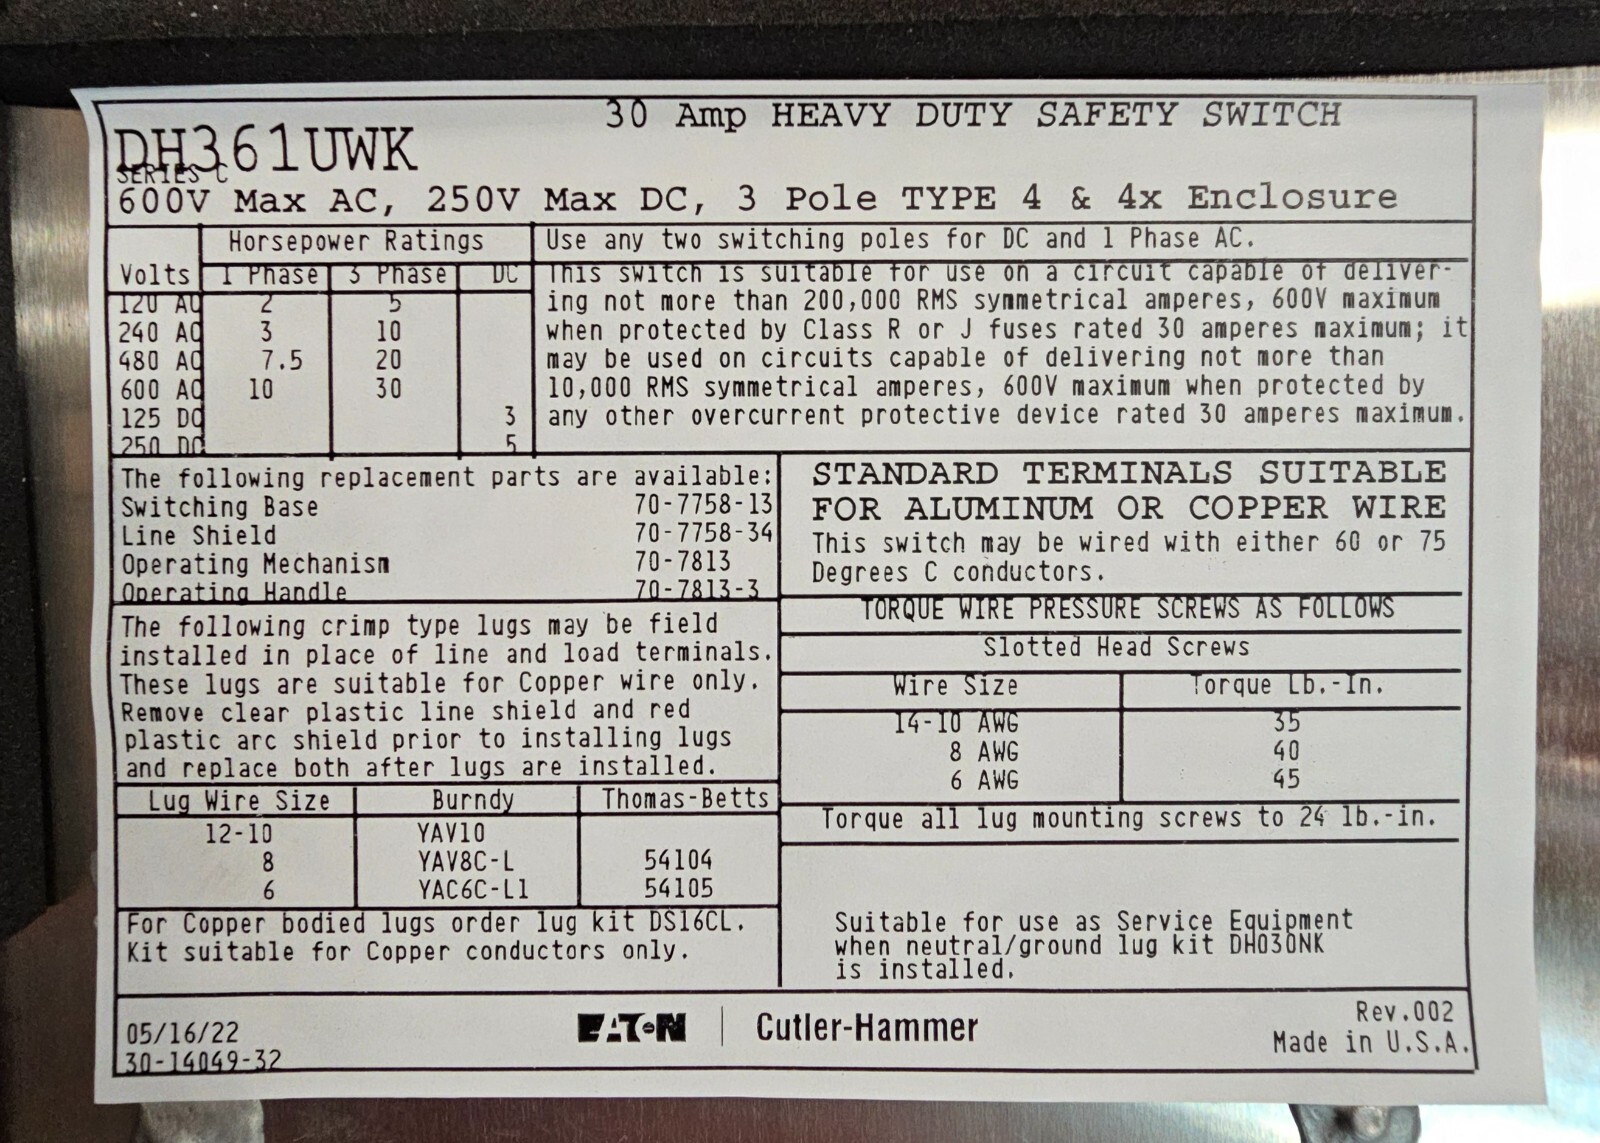 30 Amp HEAVY DUTY SAFETY SWITCH
DH361UWK
SERIES C
600V Max AC, 250V Max DC, 3 Pole TYPE 4 & 4x Enclosure
Horsepower Ratings
Volts 1 Phase 3 Phase DC
120 AC 2 5
240 AC 3 10
480 AC 7.5 20
600 AC 10 30
125 DC 3
250 DC 5
Use any two switching poles for DC and 1 Phase AC.
This switch is suitable for use on a circuit capable of deliver-
ing not more than 200,000 RMS symmetrical amperes, 600V maximum
when protected by Class R or J fuses rated 30 amperes maximum; it
may be used on circuits capable of delivering not more than
10,000 RMS symmetrical amperes, 600V maximum when protected by
any other overcurrent protective device rated 30 amperes maximum.
The following replacement parts are available:
Switching Base 70-7758-13
Line Shield 70-7758-34
Operating Mechanism 70-7813
Operating Handle 70-7813-3
The following crimp type lugs may be field
installed in place of line and load terminals.
These lugs are suitable for Copper wire only.
Remove clear plastic line shield and red
plastic arc shield prior to installing lugs
and replace both after lugs are installed.
Lug Wire Size Burndy Thomas-Betts
12-10 YAV10
8 YAV8C-L 54104
6 YAC6C-L1 54105
For Copper bodied lugs order lug kit DS16CL.
Kit suitable for Copper conductors only.
STANDARD TERMINALS SUITABLE
FOR ALUMINUM OR COPPER WIRE
This switch may be wired with either 60 or 75
Degrees C conductors.
TORQUE WIRE PRESSURE SCREWS AS FOLLOWS
Slotted Head Screws
Wire Size Torque Lb.-In.
14-10 AWG 35
8 AWG 40
6 AWG 45
Torque all lug mounting screws to 24 lb.-in.
Suitable for use as Service Equipment
when neutral/ground lug kit DH030NK
is installed.
05/16/22
30-14049-32
EATON | Cutler-Hammer
Rev.002
Made in U.S.A.